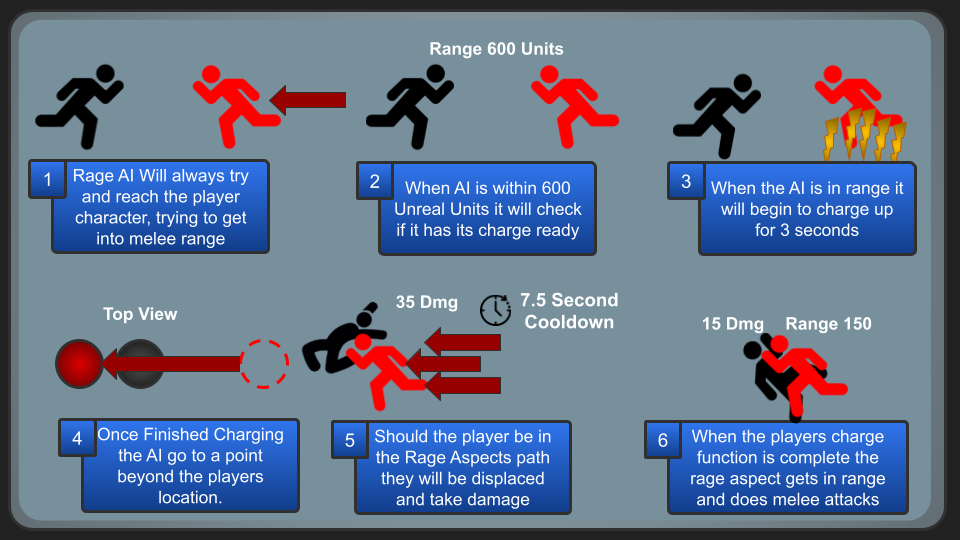 Range 600 Units
1
Rage AI Will always try
and reach the player
character, trying to get
into melee range
2
When AI is within 600
Unreal Units it will check
if it has its charge ready
3
When the AI is in range it
will begin to charge up
for 3 seconds
Top View
35 Dmg
7.5 Second
Cooldown
15 Dmg
Range 150
4
Once Finished Charging
the AI go to a point
beyond the players
location.
5
Should the player be in
the Rage Aspects path
they will be displaced
and take damage
6
When the players charge
function is complete the
rage aspect gets in range
and does melee attacks